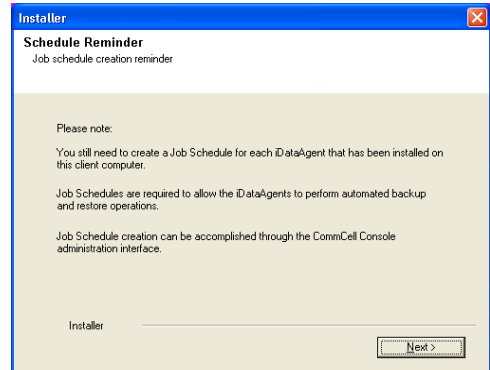 Installer
Schedule Reminder
Job schedule creation reminder
Please note:
You still need to create a Job Schedule for each iDataAgent that has been installed on
this client computer.
Job Schedules are required to allow the iDataAgents to perform automated backup
and restore operations.
Job Schedule creation can be accomplished through the CommCell Console
administration interface.
Installer
Next >